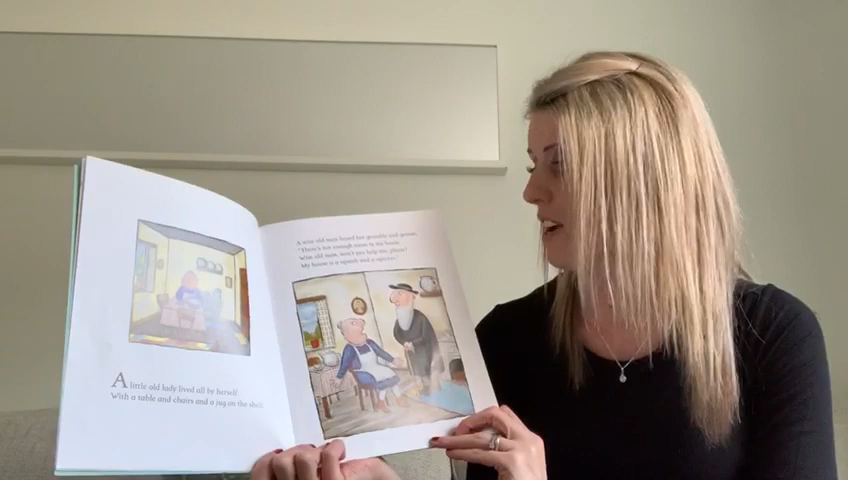 A little old lady lived all by herself
With a table and chairs and a jug on the shelf.
A wise old man heard her grumble and grouse,
"There's not enough room in my house.
Wise old man, won't you help me, please?
My house is a squash and a squeeze."